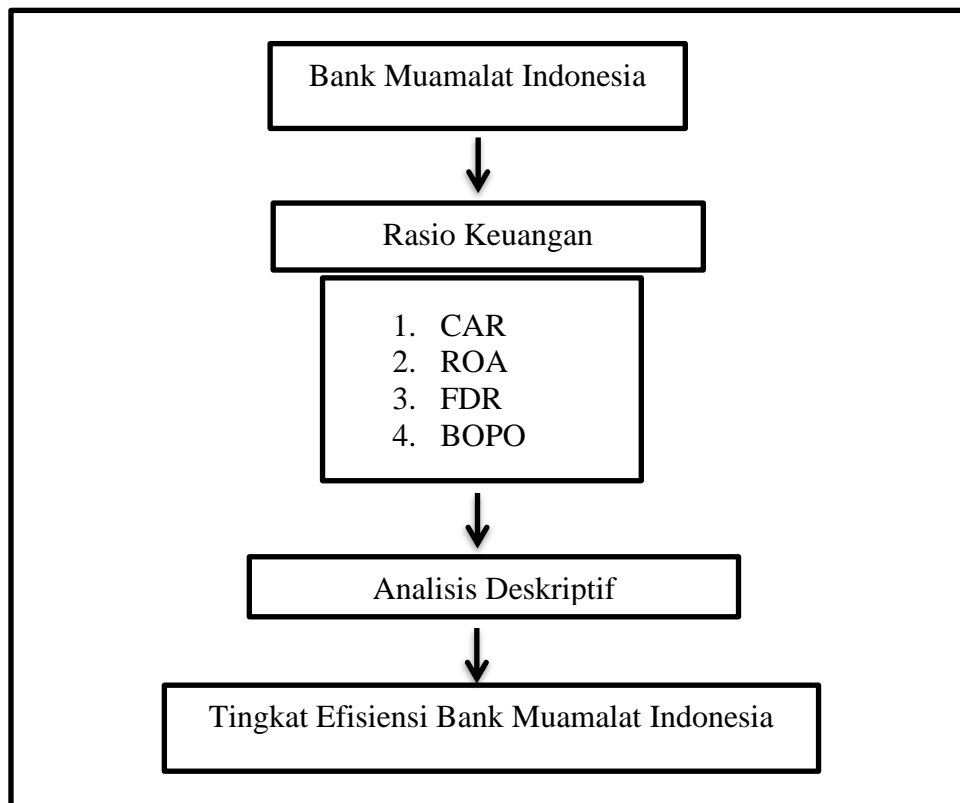 Bank Muamalat Indonesia
Rasio Keuangan
1. CAR
2. ROA
3. FDR
4. BOPO
Analisis Deskriptif
Tingkat Efisiensi Bank Muamalat Indonesia